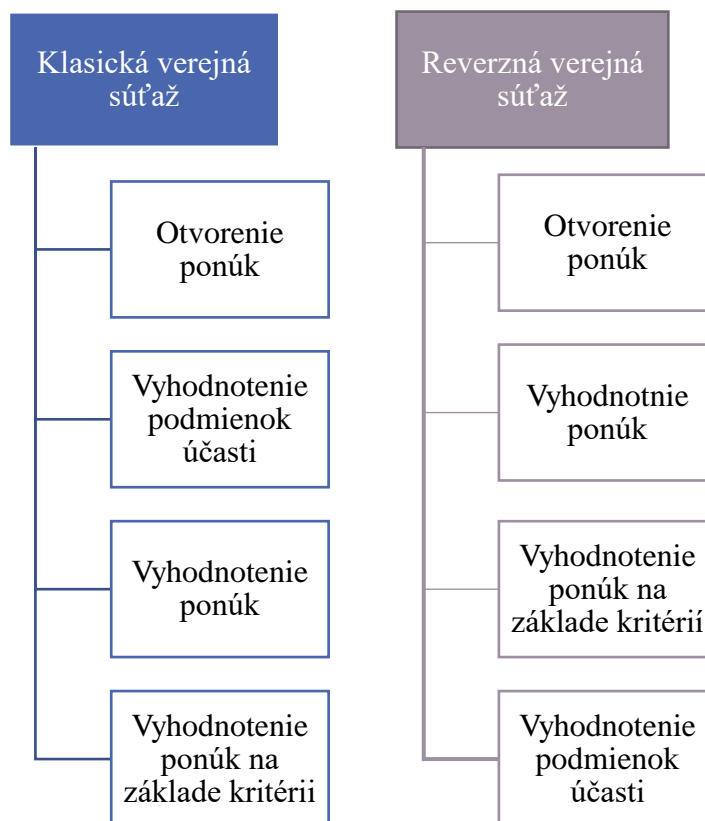 Klasická verejná
súťaž
Otvorenie
ponúk
Vyhodnotenie
podmienok
účasti
Vyhodnotenie
ponúk
Vyhodnotenie
ponúk na
základe kritérii
Reverzná verejná
súťaž
Otvorenie
ponúk
Vyhodnotnie
ponúk
Vyhodnotenie
ponúk na
základe kritérií
Vyhodnotenie
podmienok
účasti